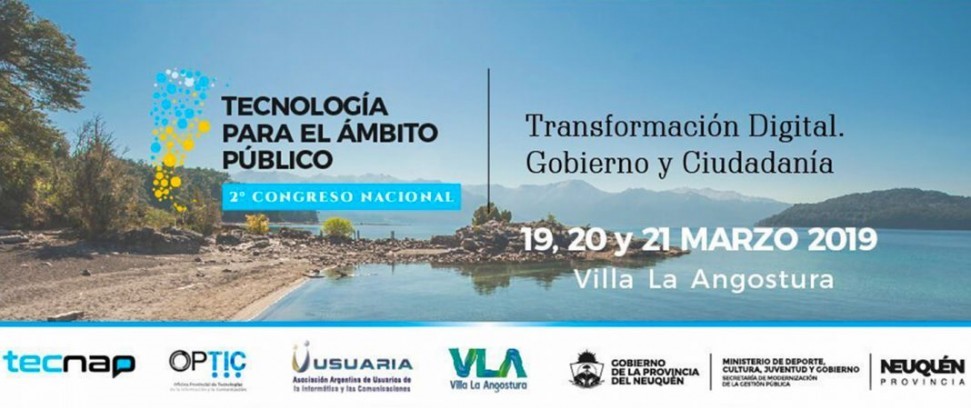 TECNOLOGÍA
PARA EL ÁMBITO
PÚBLICO
2º CONGRESO NACIONAL
Transformación Digital.
Gobierno y Ciudadanía
19, 20 y 21 MARZO 2019
Villa La Angostura
tecnap
OPTIC
Oficina Provincial de Tecnologías
de la Información y la Comunicación
USUARIA
Asociación Argentina de Usuarios de
la Informática y las Comunicaciones
VLA
Villa La Angostura
GOBIERNO
DE LA PROVINCIA
DEL NEUQUÉN
MINISTERIO DE DEPORTE,
CULTURA, JUVENTUD Y GOBIERNO
SECRETARÍA DE MODERNIZACIÓN
DE LA GESTIÓN PÚBLICA
NEUQUÉN
PROVINCIA